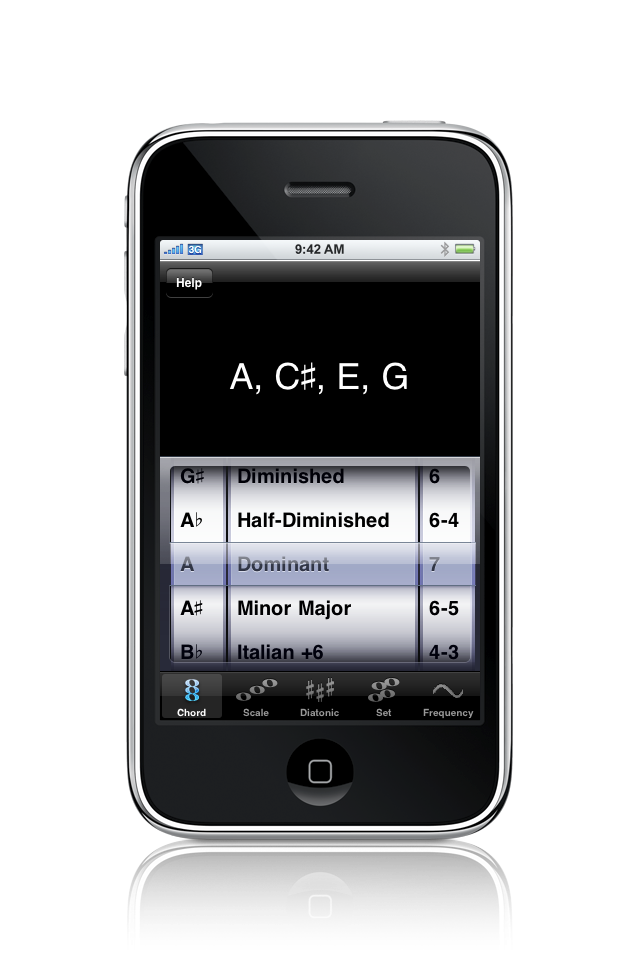 3G 9:42 AM
Help
A, C♯, E, G
G♯ Diminished 6
A♭ Half-Diminished 6-4
A Dominant 7
A♯ Minor Major 6-5
B♭ Italian +6 4-3
Chord Scale Diatonic Set Frequency